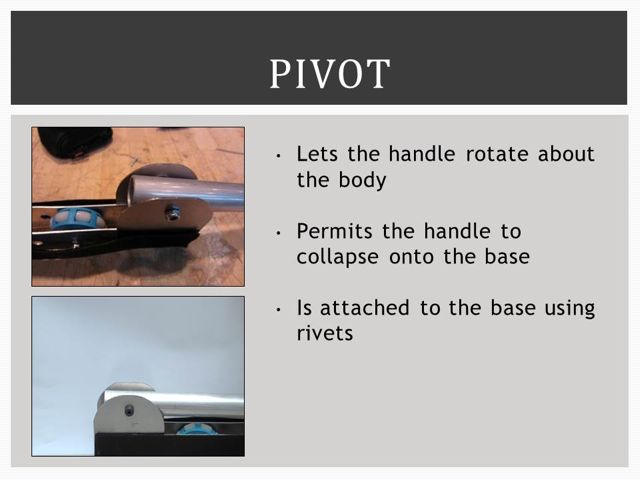 PIVOT
• Lets the handle rotate about
the body
• Permits the handle to
collapse onto the base
• Is attached to the base using
rivets